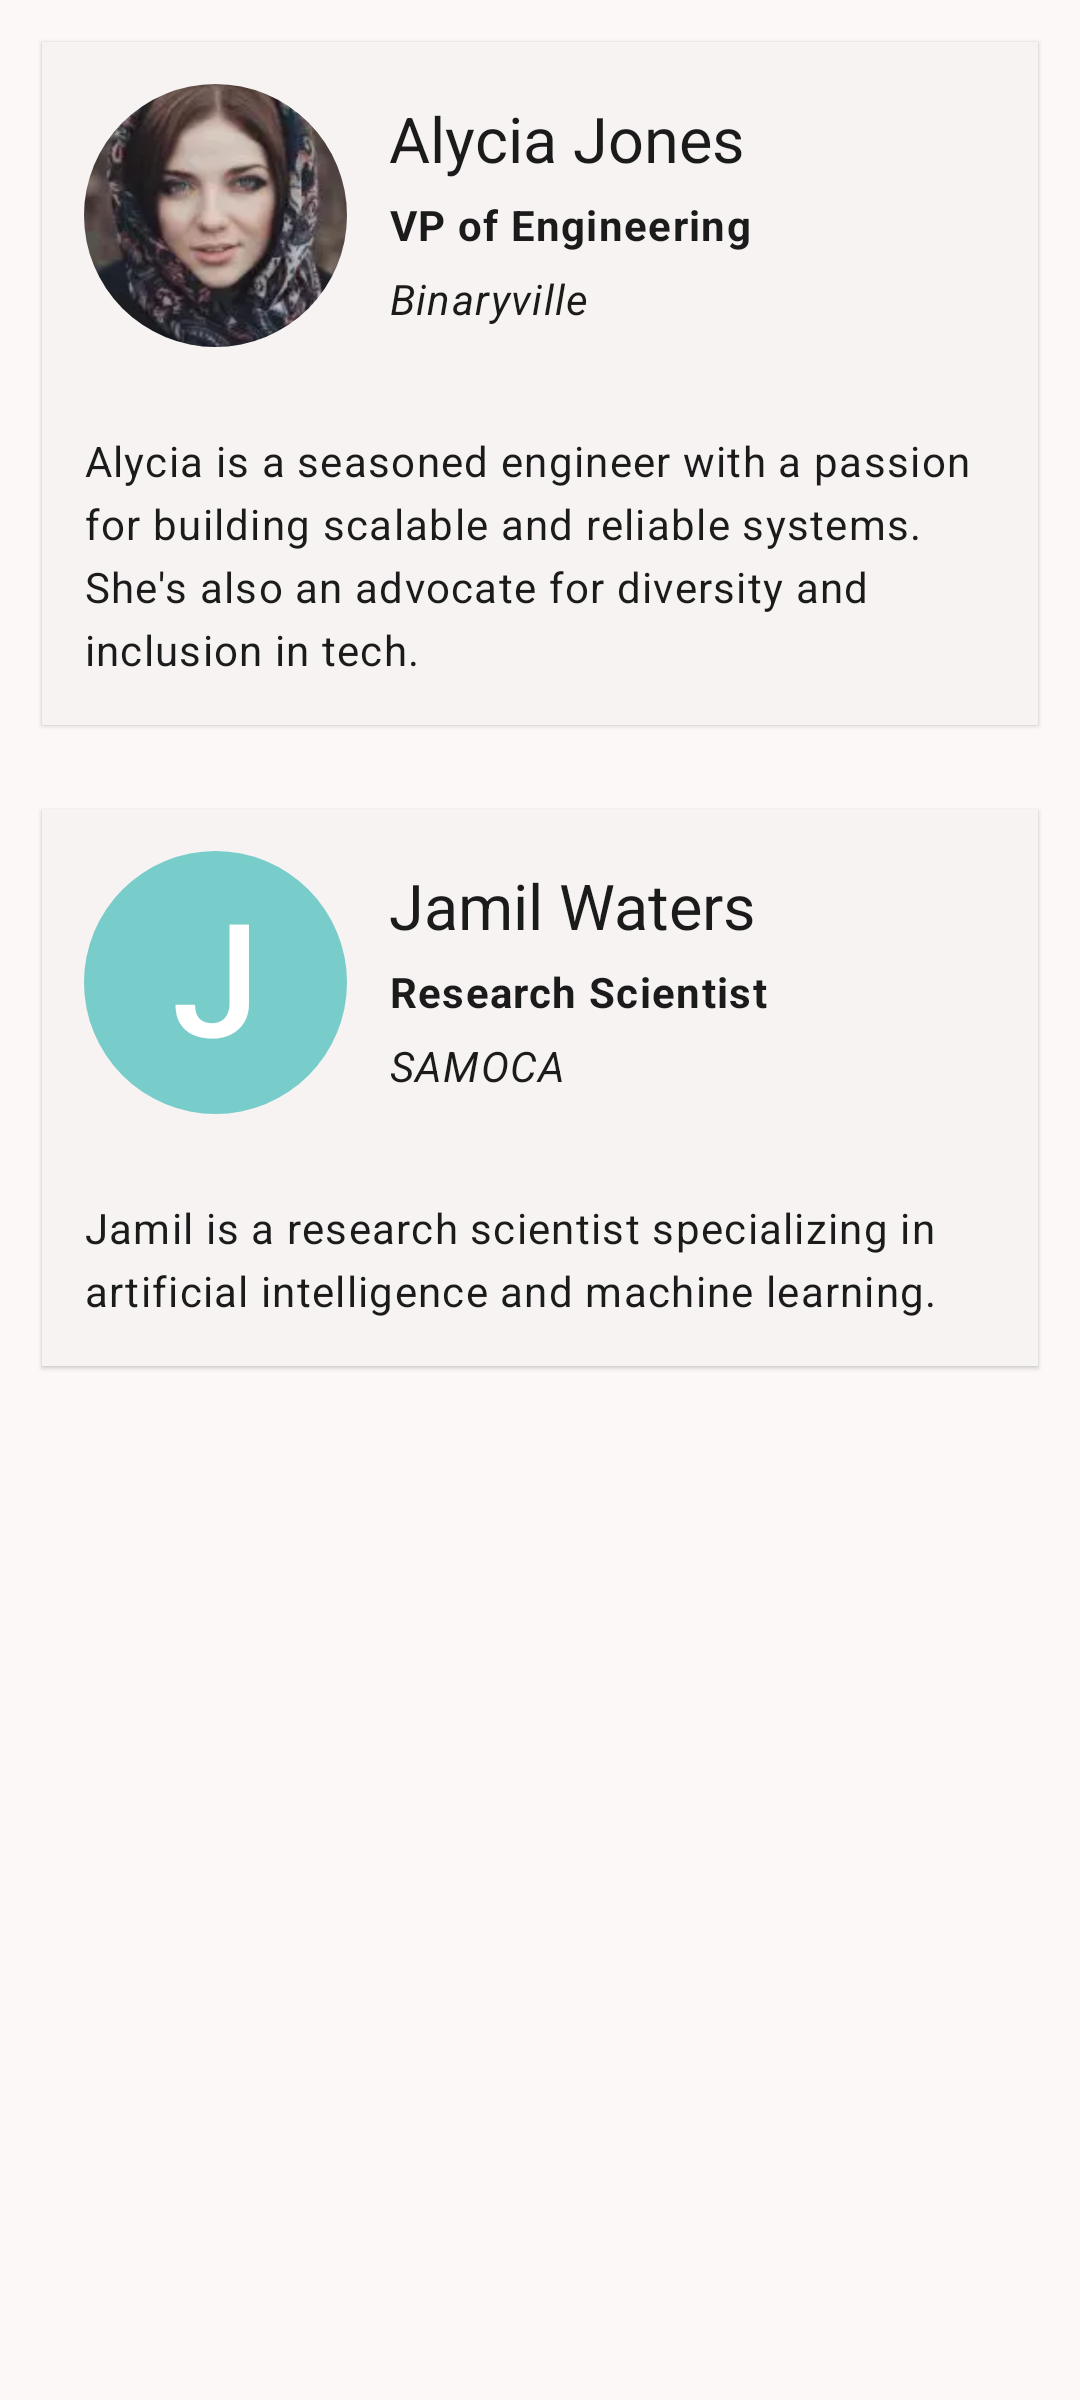 Alycia Jones
VP of Engineering
Binaryville
Alycia is a seasoned engineer with a passion
for building scalable and reliable systems.
She's also an advocate for diversity and
inclusion in tech.
J
Jamil Waters
Research Scientist
SAMOCA
Jamil is a research scientist specializing in
artificial intelligence and machine learning.